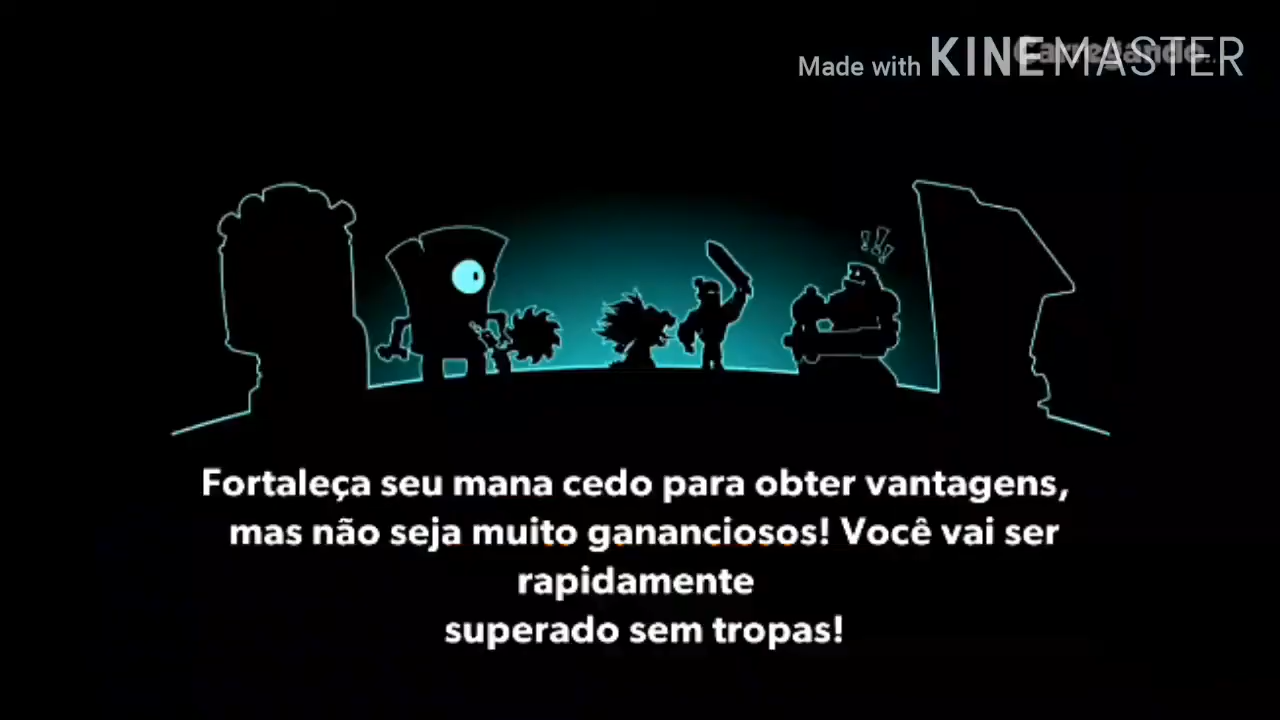 Carregando...
Made with KINEMASTER
Fortaleça seu mana cedo para obter vantagens,
mas não seja muito gananciosos! Você vai ser
rapidamente
superado sem tropas!